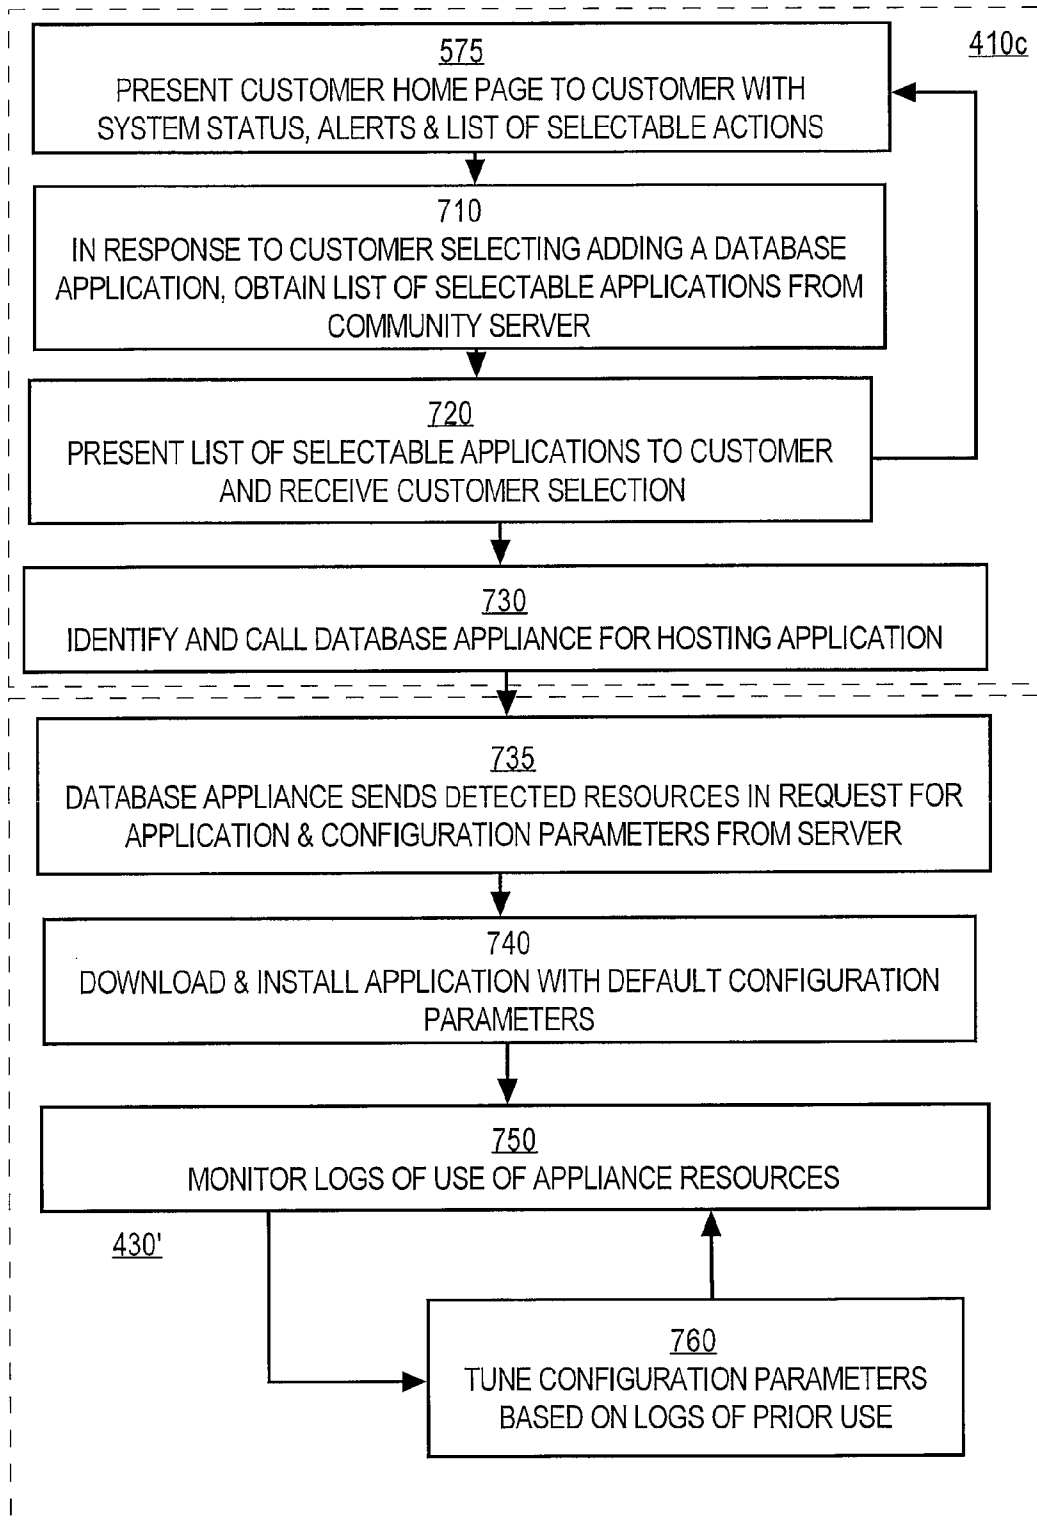 410c
575
PRESENT CUSTOMER HOME PAGE TO CUSTOMER WITH
SYSTEM STATUS, ALERTS & LIST OF SELECTABLE ACTIONS
710
IN RESPONSE TO CUSTOMER SELECTING ADDING A DATABASE
APPLICATION, OBTAIN LIST OF SELECTABLE APPLICATIONS FROM
COMMUNITY SERVER
720
PRESENT LIST OF SELECTABLE APPLICATIONS TO CUSTOMER
AND RECEIVE CUSTOMER SELECTION
730
IDENTIFY AND CALL DATABASE APPLIANCE FOR HOSTING APPLICATION
735
DATABASE APPLIANCE SENDS DETECTED RESOURCES IN REQUEST FOR
APPLICATION & CONFIGURATION PARAMETERS FROM SERVER
740
DOWNLOAD & INSTALL APPLICATION WITH DEFAULT CONFIGURATION
PARAMETERS
750
MONITOR LOGS OF USE OF APPLIANCE RESOURCES
430'
760
TUNE CONFIGURATION PARAMETERS
BASED ON LOGS OF PRIOR USE